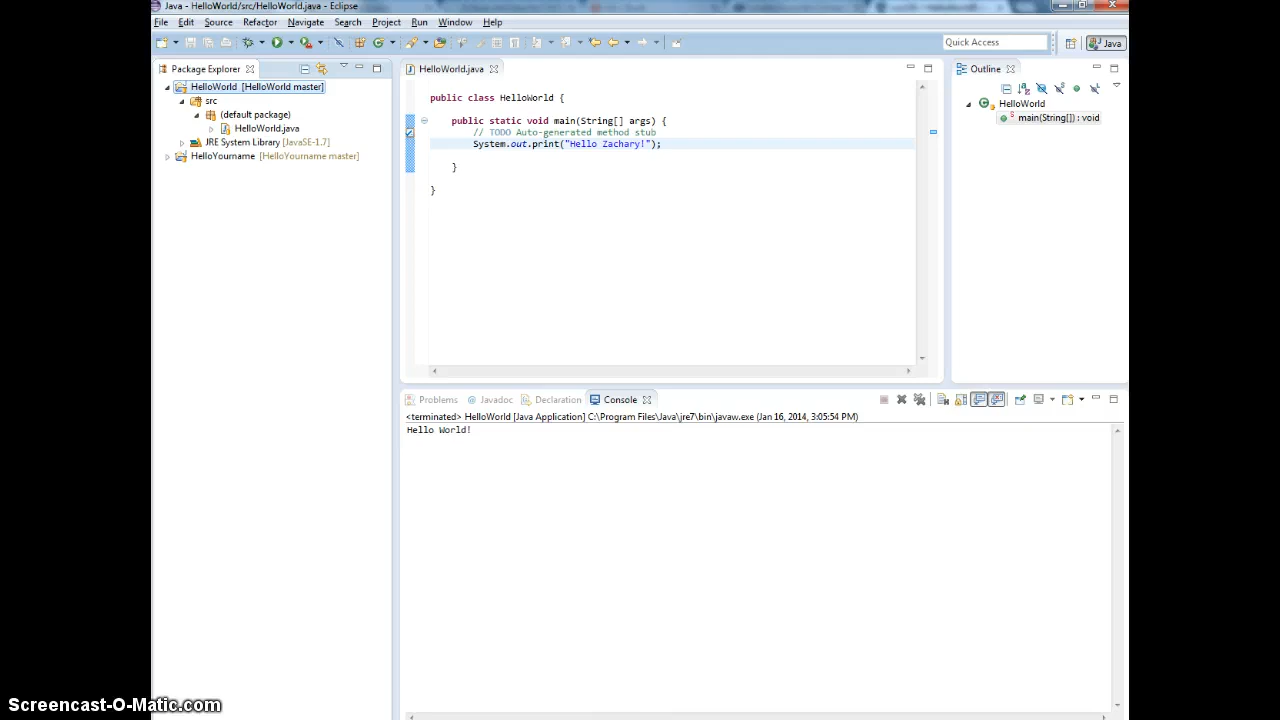 Java - HelloWorld/src/HelloWorld.java - Eclipse
File Edit Source Refactor Navigate Search Project Run Window Help
Quick Access
Java
Package Explorer
HelloWorld [HelloWorld master]
src
(default package)
HelloWorld.java
JRE System Library [JavaSE-1.7]
HelloYourname [HelloYourname master]
HelloWorld.java
public class HelloWorld {
public static void main(String[] args) {
// TODO Auto-generated method stub
System.out.print("Hello Zachary!");
}
}
Outline
HelloWorld
main(String[]) : void
Problems @ Javadoc Declaration Console
<terminated> HelloWorld [Java Application] C:\Program Files\Java\jre7\bin\javaw.exe (Jan 16, 2014, 3:05:54 PM)
Hello World!
Screencast-O-Matic.com